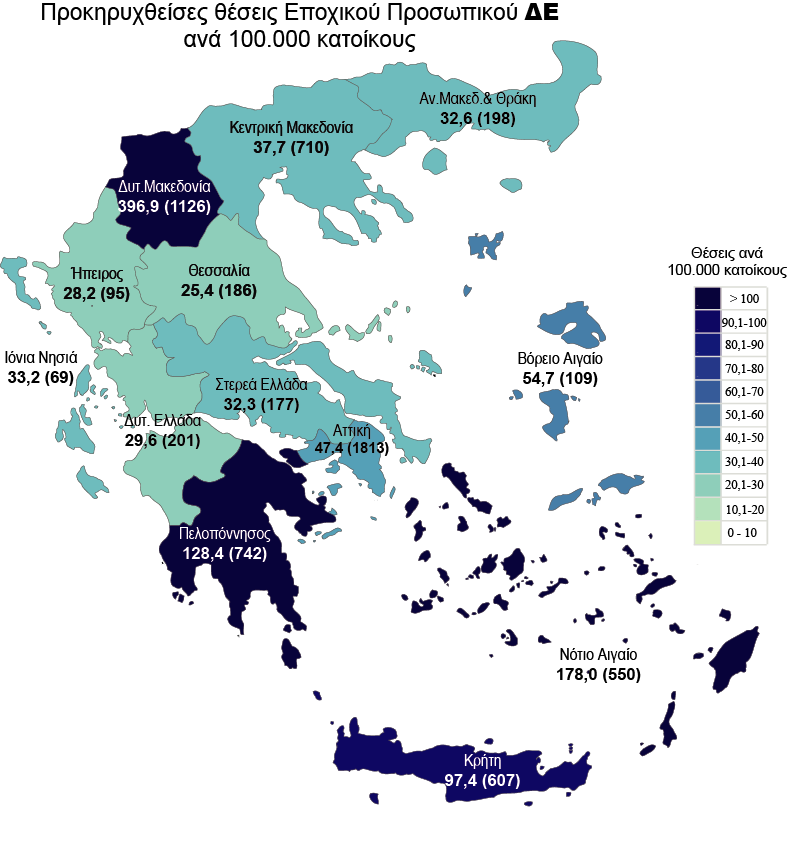 Προκηρυχθείσες θέσεις Εποχικού Προσωπικού ΔΕ
ανά 100.000 κατοίκους
Αν.Μακεδ.& Θράκη
32,6 (198)
Κεντρική Μακεδονία
37,7 (710)
Δυτ.Μακεδονία
396,9 (1126)
Ήπειρος
28,2 (95)
Θεσσαλία
25,4 (186)
Ιόνια Νησιά
33,2 (69)
Στερεά Ελλάδα
32,3 (177)
Βόρειο Αιγαίο
54,7 (109)
Δυτ. Ελλάδα
29,6 (201)
Αττική
47,4 (1813)
Πελοπόννησος
128,4 (742)
Νότιο Αιγαίο
178,0 (550)
Κρήτη
97,4 (607)
Θέσεις ανά
100.000 κατοίκους
> 100
90,1-100
80,1-90
70,1-80
60,1-70
50,1-60
40,1-50
30,1-40
20,1-30
10,1-20
0 - 10